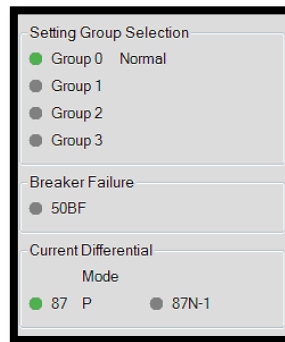 Setting Group Selection
Group 0 Normal
Group 1
Group 2
Group 3
Breaker Failure
50BF
Current Differential
Mode
87 P 87N-1